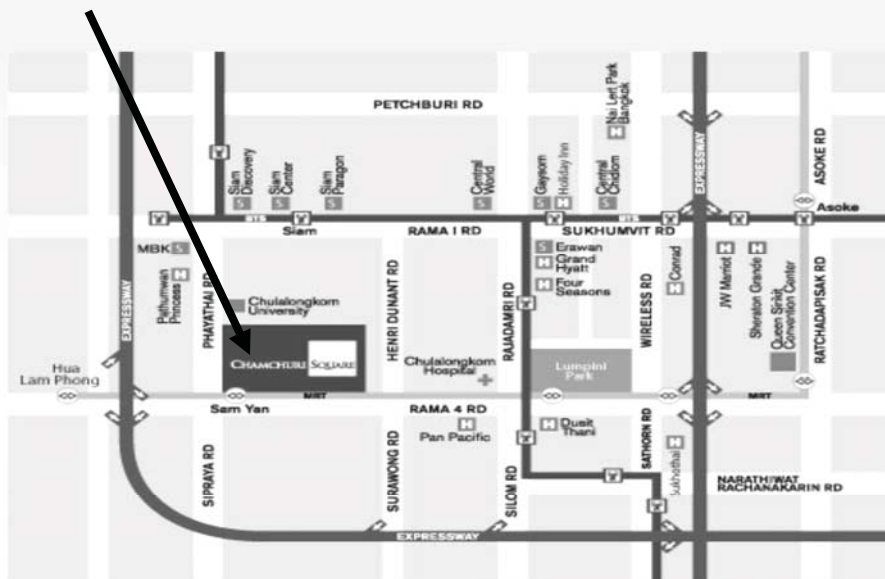 PETCHBURI RD
Nai Lert Park
Bangkok
EXPRESSWAY
ASOKE RD
Siam
Discovery
Siam
Center
Siam
Paragon
Central
World
Gaysorn
Holiday Inn
Central
Chidlom
Asoke
BTS
Siam
RAMA I RD
SUKHUMVIT RD
BTS
MBK
Erawan
Grand
Hyatt
Four
Seasons
Conrad
JW Marriot
Sheraton Grande
Queen Sirikit
Convention Center
RATCHADAPISAK RD
EXPRESSWAY
Pathumwan
Princess
PHAYATHAI RD
Chulalongkorn
University
HENRI DUNANT RD
RAJADAMRI RD
WIRELESS RD
CHAMCHURI SQUARE
Chulalongkorn
Hospital
Lumpini
Park
Hua
Lam Phong
MRT
MRT
Sam Yan
RAMA 4 RD
Pan Pacific
Dusit
Thani
SATHORN RD
Sukhothai
SIPRAYA RD
SURAWONG RD
SILOM RD
NARATHIWAT
RACHANAKARIN RD
EXPRESSWAY
S
S
S
S
S
H
S
H
S
H
S
H
H
H
H
H
H
H
H